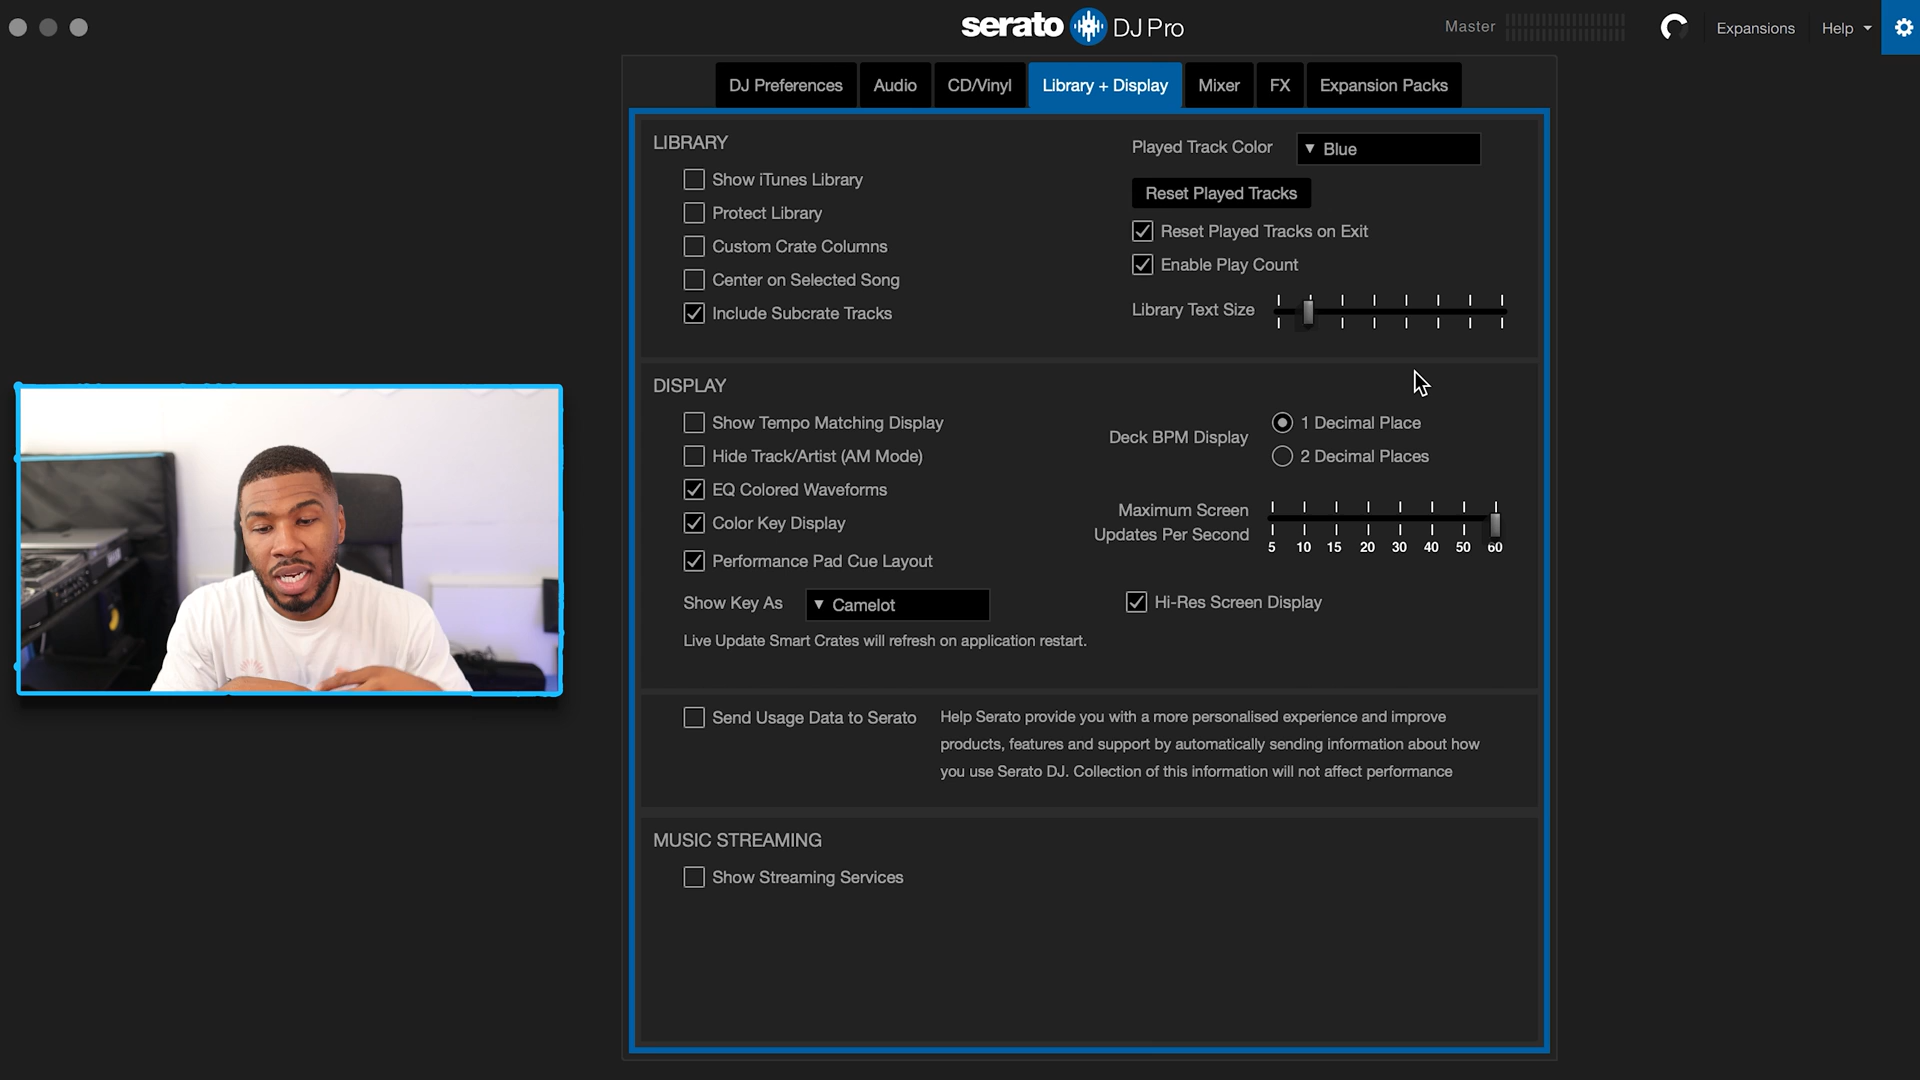 serato DJ Pro
Master
Expansions
Help
DJ Preferences
Audio
CD/Vinyl
Library + Display
Mixer
FX
Expansion Packs
LIBRARY
Show iTunes Library
Protect Library
Custom Crate Columns
Center on Selected Song
Include Subcrate Tracks
Played Track Color
Blue
Reset Played Tracks
Reset Played Tracks on Exit
Enable Play Count
Library Text Size
DISPLAY
Show Tempo Matching Display
Hide Track/Artist (AM Mode)
EQ Colored Waveforms
Color Key Display
Performance Pad Cue Layout
Show Key As
Camelot
Live Update Smart Crates will refresh on application restart.
Deck BPM Display
1 Decimal Place
2 Decimal Places
Maximum Screen
Updates Per Second
5 10 15 20 30 40 50 60
Hi-Res Screen Display
Send Usage Data to Serato
Help Serato provide you with a more personalised experience and improve
products, features and support by automatically sending information about how
you use Serato DJ. Collection of this information will not affect performance
MUSIC STREAMING
Show Streaming Services